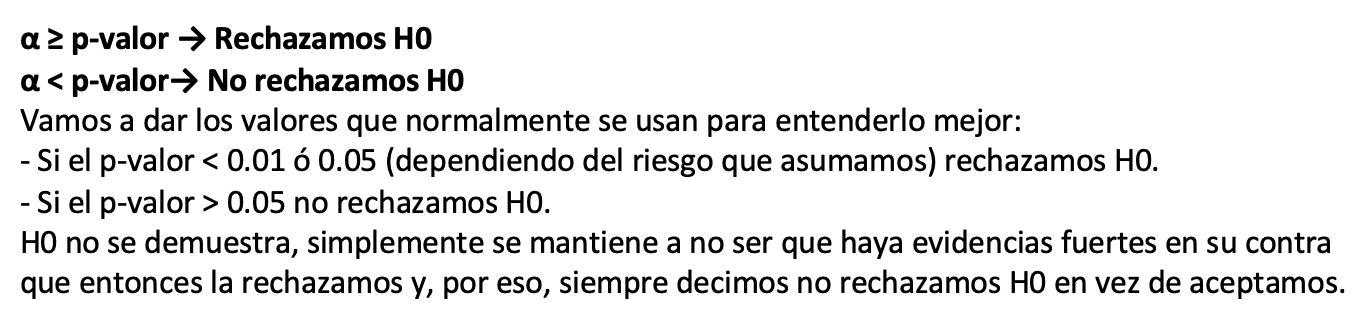 α ≥ p-valor → Rechazamos H0
α < p-valor→ No rechazamos H0
Vamos a dar los valores que normalmente se usan para entenderlo mejor:
- Si el p-valor < 0.01 ó 0.05 (dependiendo del riesgo que asumamos) rechazamos H0.
- Si el p-valor > 0.05 no rechazamos H0.
H0 no se demuestra, simplemente se mantiene a no ser que haya evidencias fuertes en su contra
que entonces la rechazamos y, por eso, siempre decimos no rechazamos H0 en vez de aceptamos.